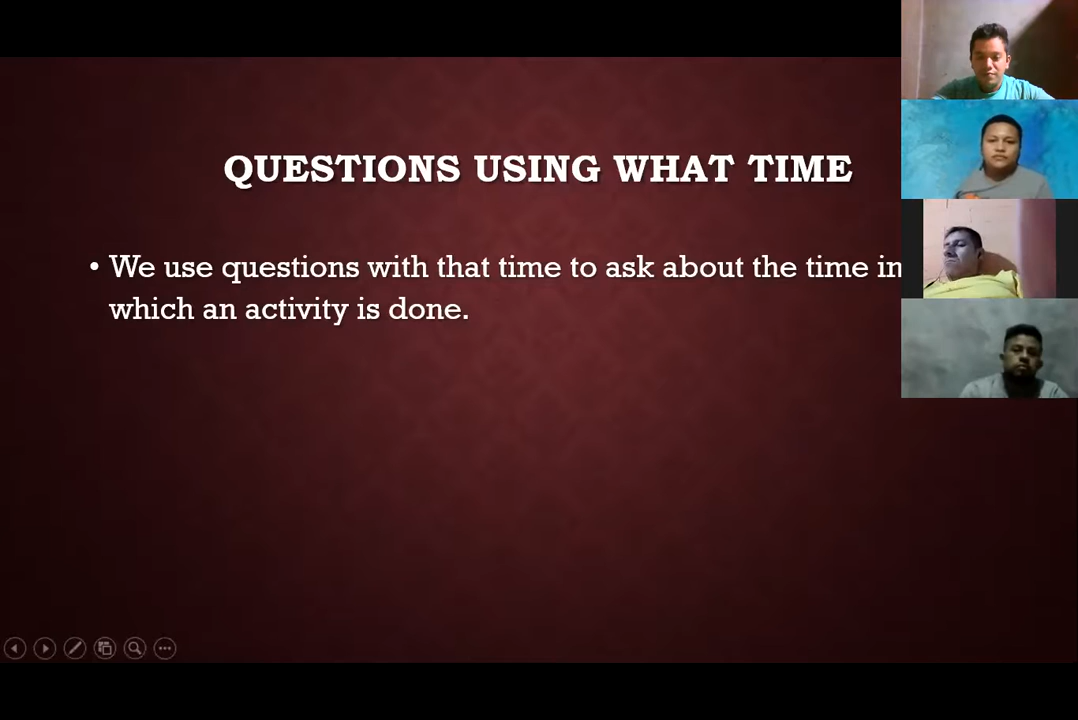 QUESTIONS USING WHAT TIME
• We use questions with that time to ask about the time in
which an activity is done.